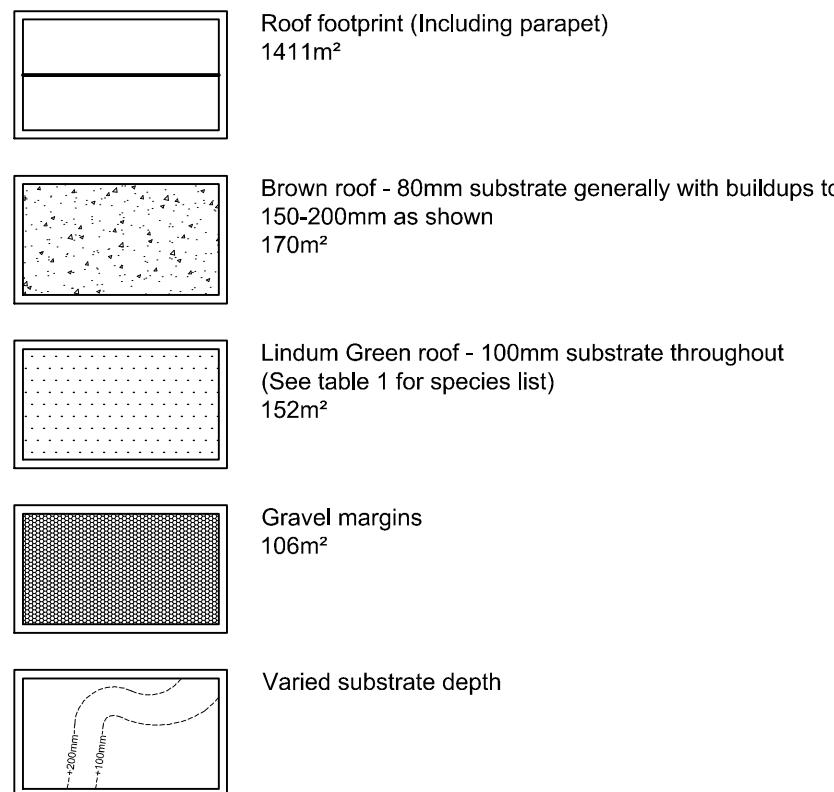 Roof footprint (Including parapet)
1411m²
Brown roof - 80mm substrate generally with buildups to
150-200mm as shown
170m²
Lindum Green roof - 100mm substrate throughout
(See table 1 for species list)
152m²
Gravel margins
106m²
Varied substrate depth
+200mm
+100mm